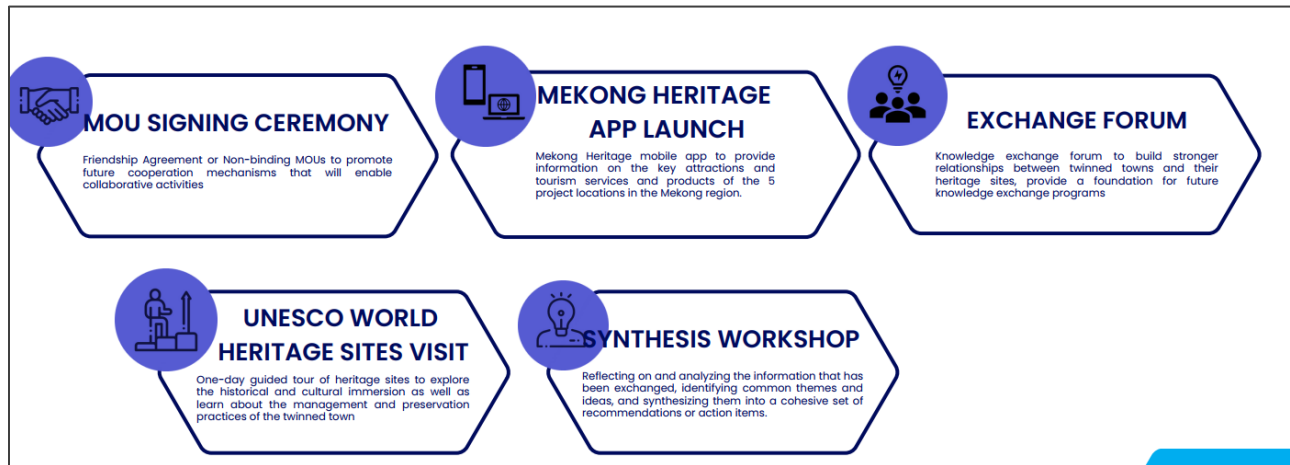 MOU SIGNING CEREMONY
Friendship Agreement or Non-binding MOUs to promote
future cooperation mechanisms that will enable
collaborative activities
MEKONG HERITAGE
APP LAUNCH
Mekong Heritage mobile app to provide
information on the key attractions and
tourism services and products of the 5
project locations in the Mekong region.
EXCHANGE FORUM
Knowledge exchange forum to build stronger
relationships between twinned towns and their
heritage sites, provide a foundation for future
knowledge exchange programs
UNESCO WORLD
HERITAGE SITES VISIT
One-day guided tour of heritage sites to explore
the historical and cultural immersion as well as
learn about the management and preservation
practices of the twinned town
SYNTHESIS WORKSHOP
Reflecting on and analyzing the information that has
been exchanged, identifying common themes and
ideas, and synthesizing them into a cohesive set of
recommendations or action items.